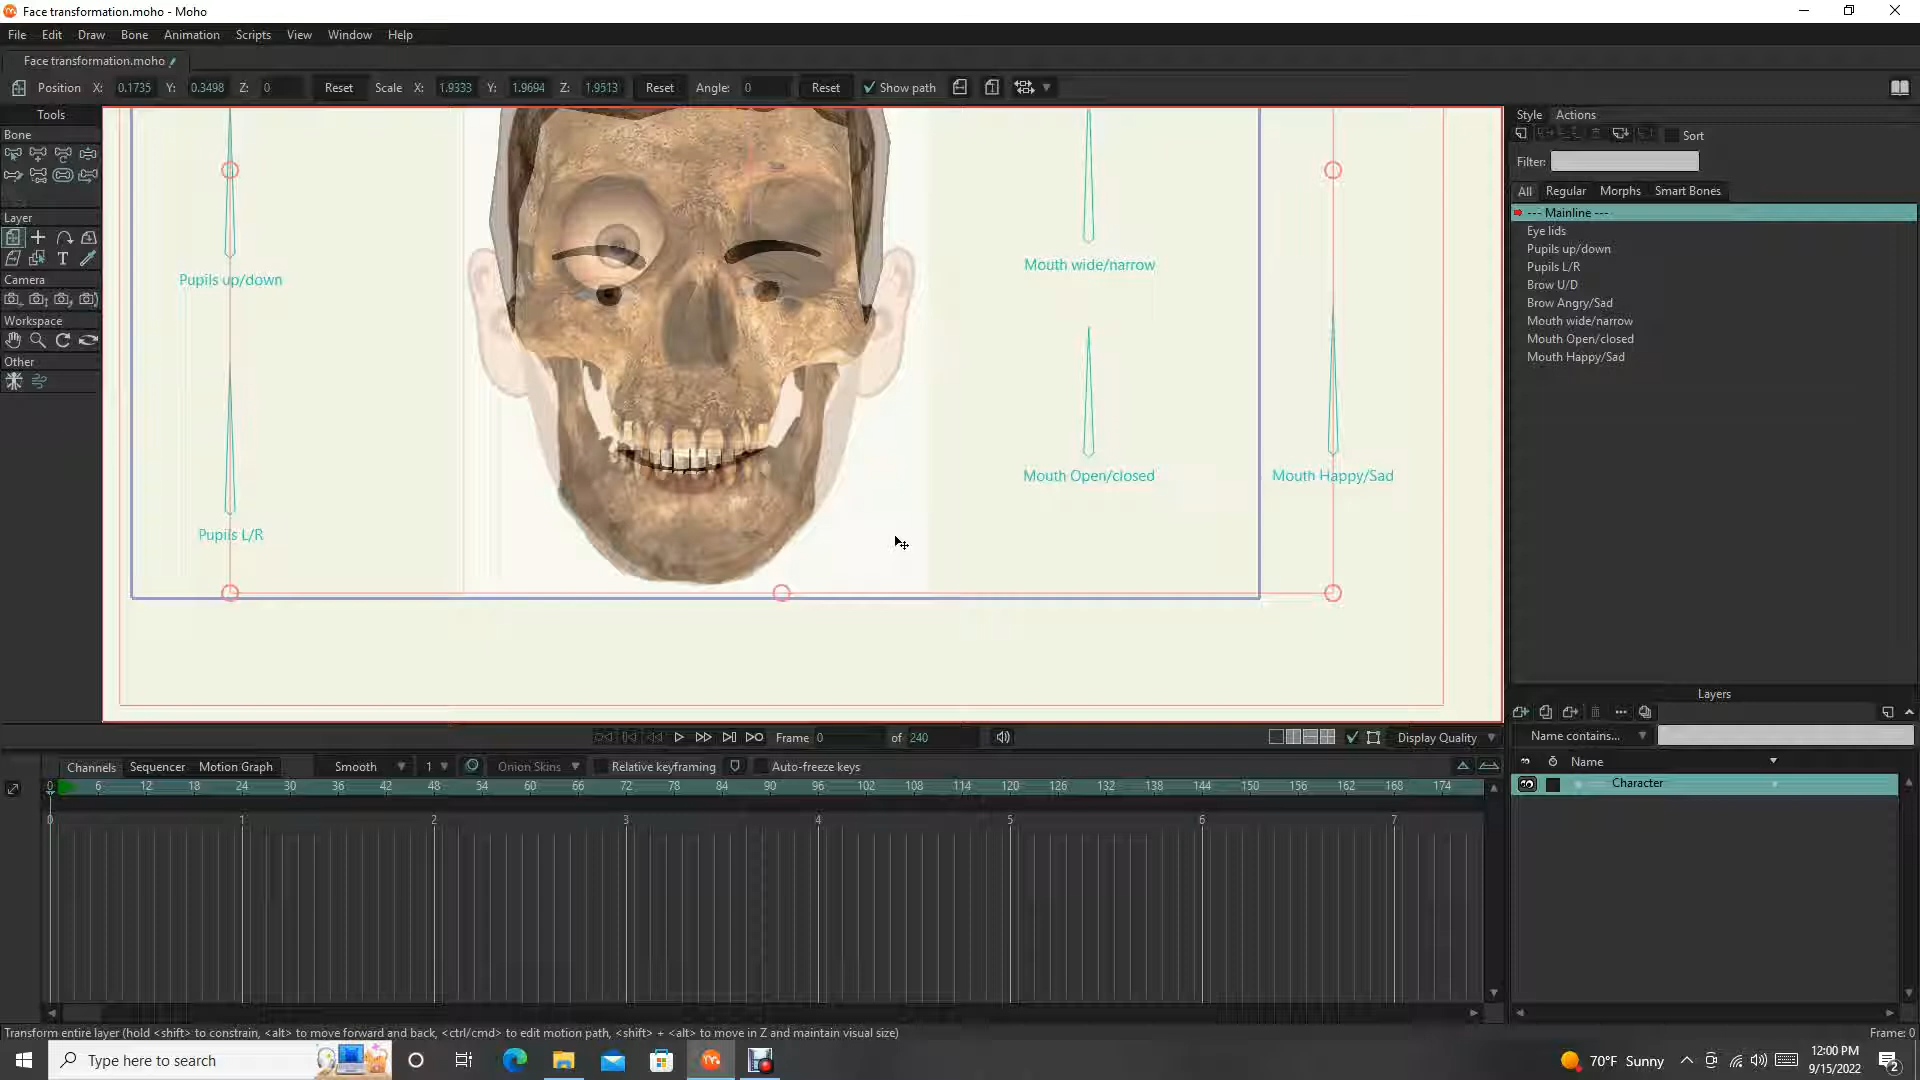 Face transformation.moho - Moho
File Edit Draw Bone Animation Scripts View Window Help
Face transformation.moho
Position X: 0.1735 Y: 0.3498 Z: 0 Reset Scale X: 1.9333 Y: 1.9694 Z: 1.9513 Reset Angle: 0 Reset Show path
Tools
Bone
Layer
T
Camera
Workspace
Other
Pupils up/down
Pupils L/R
Mouth wide/narrow
Mouth Open/closed
Mouth Happy/Sad
Style Actions
Sort
Filter:
All Regular Morphs Smart Bones
--- Mainline ---
Eye lids
Pupils up/down
Pupils L/R
Brow U/D
Brow Angry/Sad
Mouth wide/narrow
Mouth Open/closed
Mouth Happy/Sad
Layers
Name contains...
Name
Character
Frame 0 of 240 Display Quality
Channels Sequencer Motion Graph Smooth 1 Onion Skins Relative keyframing Auto-freeze keys
0 6 12 18 24 30 36 42 48 54 60 66 72 78 84 90 96 102 108 114 120 126 132 138 144 150 156 162 168 174
0 1 2 3 4 5 6 7
Transform entire layer (hold <shift> to constrain, <alt> to move forward and back, <ctrl/cmd> to edit motion path, <shift> + <alt> to move in Z and maintain visual size)
Frame: 0
Type here to search
70°F Sunny
12:00 PM
9/15/2022
2